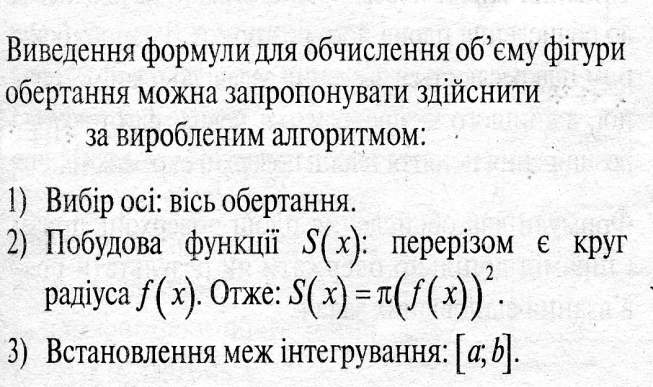 Виведення формули для обчислення об’єму фігури
обертання можна запропонувати здійснити
за виробленим алгоритмом:
1) Вибір осі: вісь обертання.
2) Побудова функції S(x): перерізом є круг
радіуса f(x). Отже: S(x) = π(f(x))².
3) Встановлення меж інтегрування: [a; b].